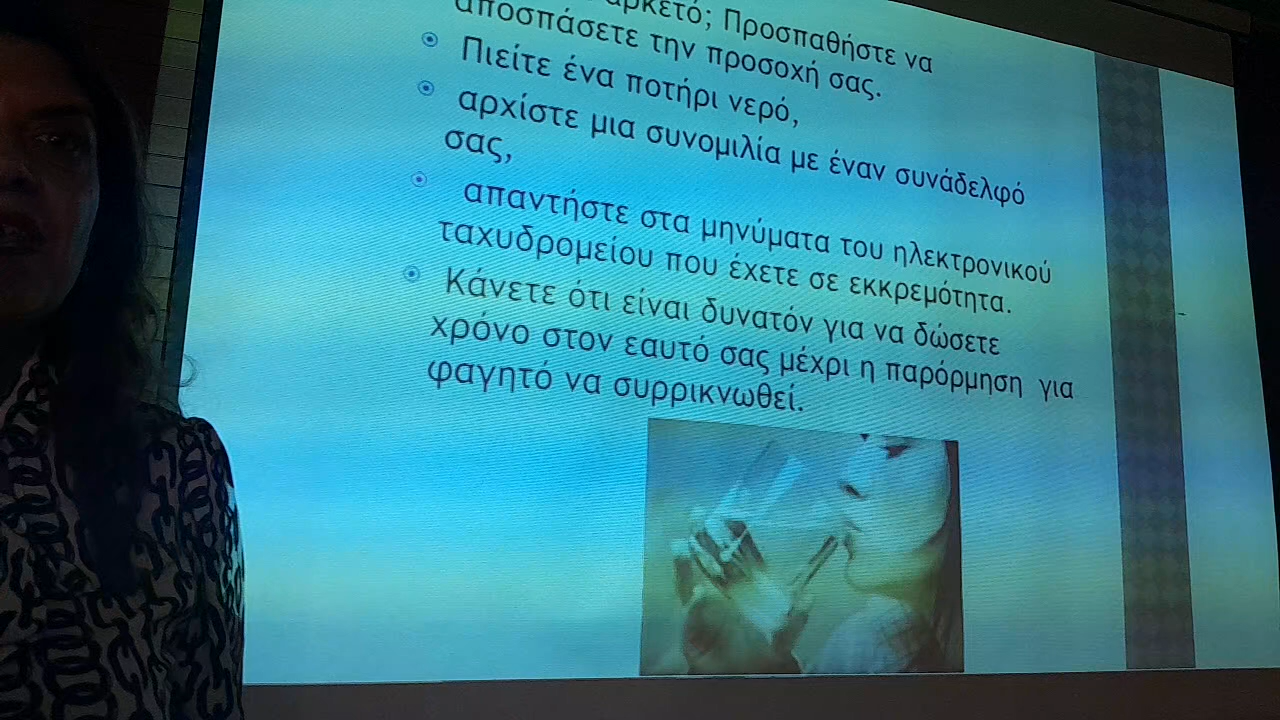 αρκετό; Προσπαθήστε να
αποσπάσετε την προσοχή σας.
Πιείτε ένα ποτήρι νερό,
αρχίστε μια συνομιλία με έναν συνάδελφό
σας,
απαντήστε στα μηνύματα του ηλεκτρονικού
ταχυδρομείου που έχετε σε εκκρεμότητα.
Κάνετε ότι είναι δυνατόν για να δώσετε
χρόνο στον εαυτό σας μέχρι η παρόρμηση για
φαγητό να συρρικνωθεί.